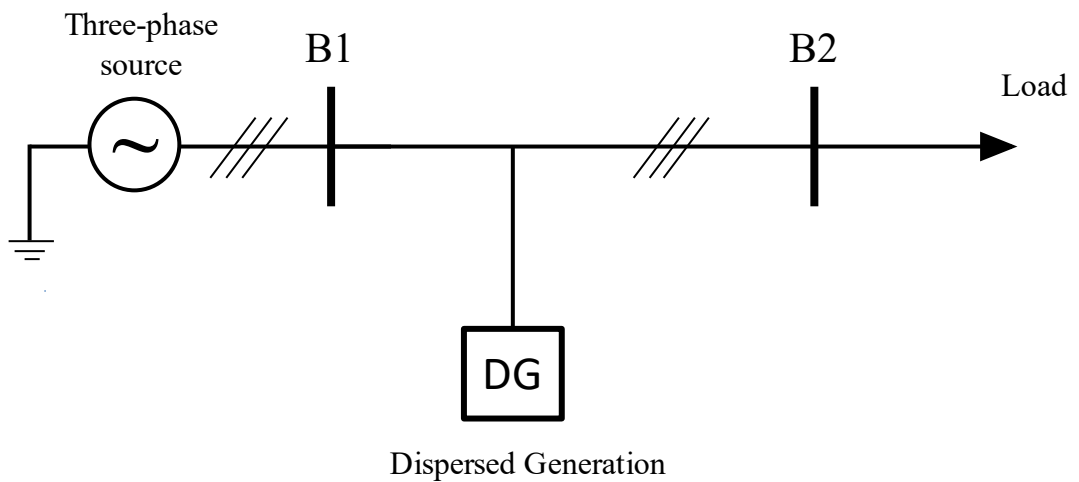 Three-phase
source
B1
B2
Load
~
DG
Dispersed Generation